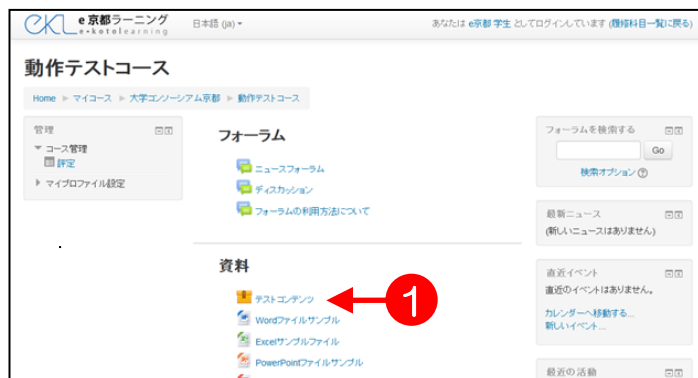 e京都ラーニング
e-kotolearning
日本語 (ja)
あなたは e京都 学生 としてログインしています (履修科目一覧に戻る)
動作テストコース
Home ► マイコース ► 大学コンソーシアム京都 ► 動作テストコース
管理
コース管理
評定
マイプロファイル設定
フォーラム
ニュースフォーラム
ディスカッション
フォーラムの利用方法について
資料
テストコンテンツ
1
Wordファイルサンプル
Excelサンプルファイル
PowerPointファイルサンプル
フォーラムを検索する
Go
検索オプション
最新ニュース
(新しいニュースはありません)
直近イベント
直近のイベントはありません。
カレンダーへ移動する...
新しいイベント...
最近の活動